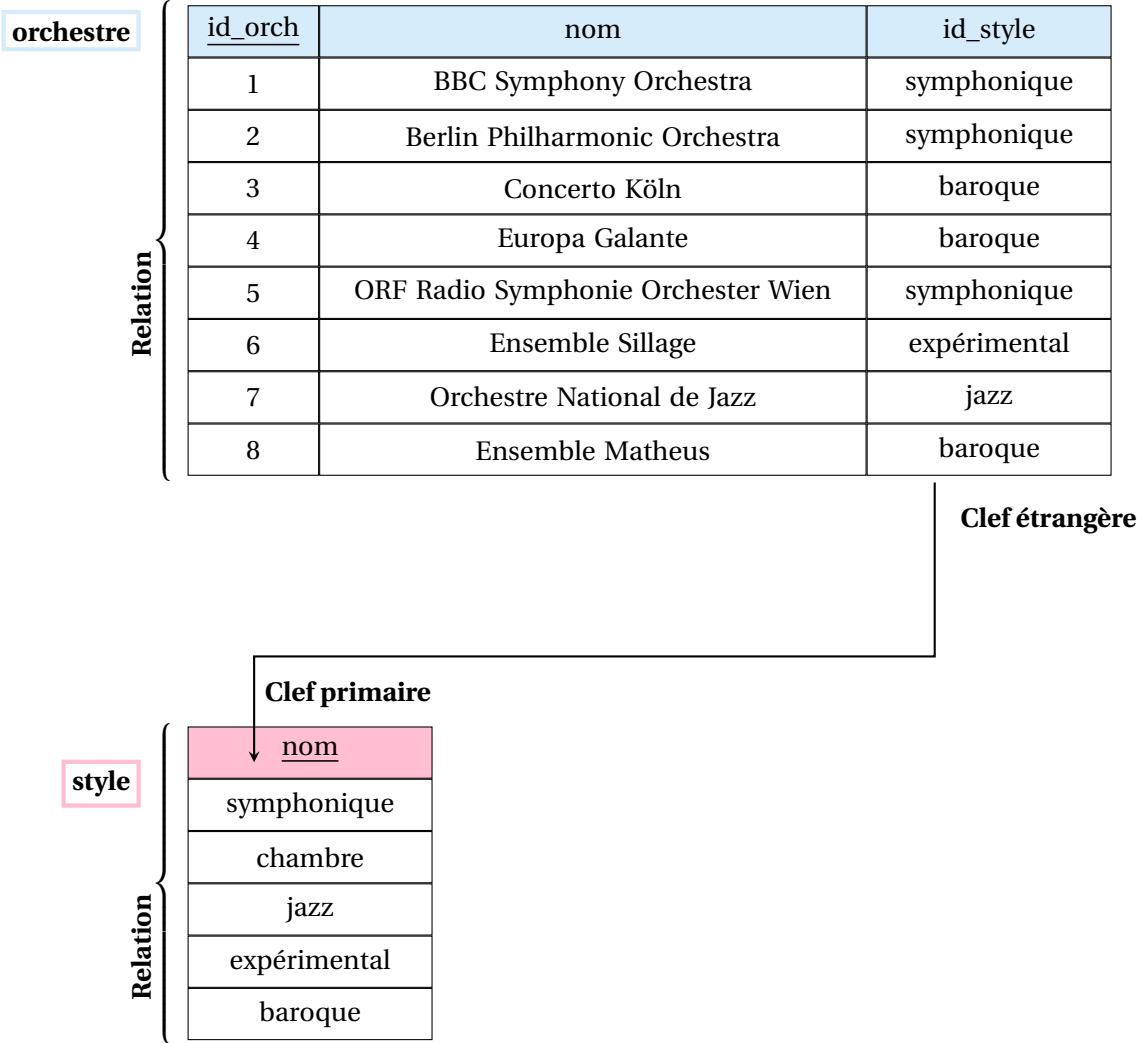 orchestre
id_orch nom id_style
1 BBC Symphony Orchestra symphonique
2 Berlin Philharmonic Orchestra symphonique
3 Concerto Köln baroque
4 Europa Galante baroque
5 ORF Radio Symphonie Orchester Wien symphonique
6 Ensemble Sillage expérimental
7 Orchestre National de Jazz jazz
8 Ensemble Matheus baroque
Relation
Clef étrangère
Clef primaire
style
nom
symphonique
chambre
jazz
expérimental
baroque
Relation